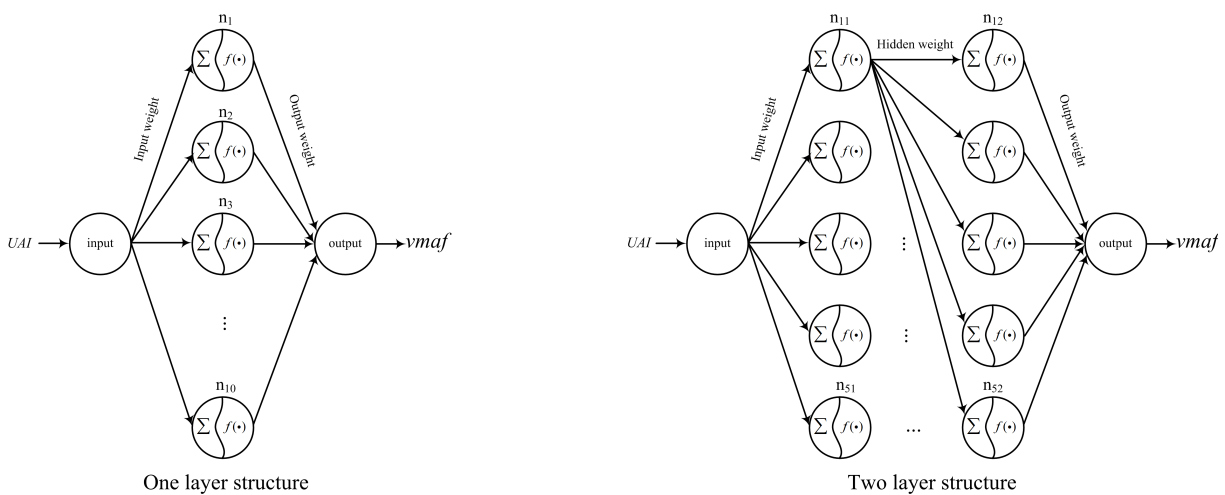 n1
Σ f(•)
Input weight
Output weight
n2
Σ f(•)
n3
UAI
input
Σ f(•)
output
vmaf
⋮
n10
Σ f(•)
One layer structure
n11
n12
Hidden weight
Σ f(•)
Σ f(•)
Input weight
Output weight
Σ f(•)
Σ f(•)
UAI
input
Σ f(•)
⋮
Σ f(•)
output
vmaf
Σ f(•)
⋮
Σ f(•)
n51
n52
Σ f(•)
...
Σ f(•)
Two layer structure